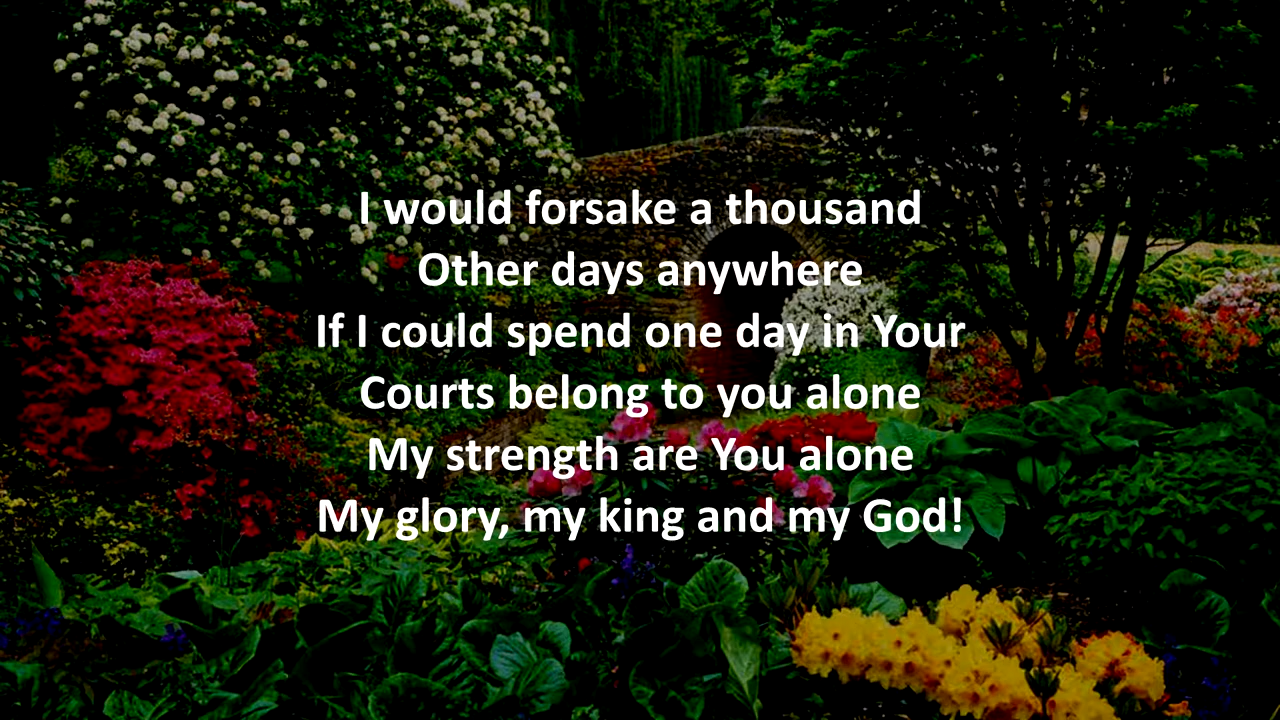 I would forsake a thousand
Other days anywhere
If I could spend one day in Your
Courts belong to you alone
My strength are You alone
My glory, my king and my God!